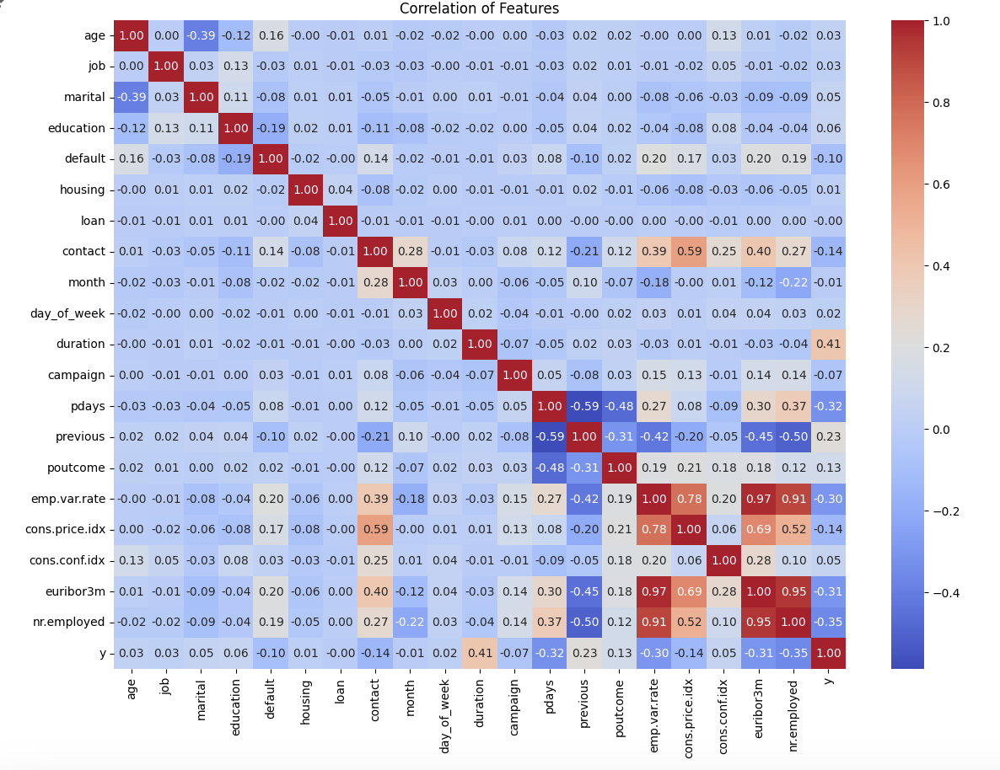 Correlation of Features
age 1.00 0.00 -0.39 -0.12 0.16 -0.00 -0.01 0.01 -0.02 -0.02 -0.00 0.00 -0.03 0.02 0.02 -0.00 0.00 0.13 0.01 -0.02 0.03
job 0.00 1.00 0.03 0.13 -0.03 0.01 -0.01 -0.03 -0.03 -0.00 -0.01 -0.01 -0.03 0.02 0.01 -0.01 -0.02 0.05 -0.01 -0.02 0.03
marital -0.39 0.03 1.00 0.11 -0.08 0.01 0.01 -0.05 -0.01 0.00 0.01 -0.01 -0.04 0.04 0.00 -0.08 -0.06 -0.03 -0.09 -0.09 0.05
education -0.12 0.13 0.11 1.00 -0.19 0.02 0.01 -0.11 -0.08 -0.02 -0.02 0.00 -0.05 0.04 0.02 -0.04 -0.08 0.08 -0.04 -0.04 0.06
default 0.16 -0.03 -0.08 -0.19 1.00 -0.02 -0.00 0.14 -0.02 -0.01 -0.01 0.03 0.08 -0.10 0.02 0.20 0.17 0.03 0.20 0.19 -0.10
housing -0.00 0.01 0.01 0.02 -0.02 1.00 0.04 -0.08 -0.02 0.00 -0.01 -0.01 -0.01 0.02 -0.01 -0.06 -0.08 -0.03 -0.06 -0.05 0.01
loan -0.01 -0.01 0.01 0.01 -0.00 0.04 1.00 -0.01 -0.01 -0.01 -0.00 0.01 0.00 -0.00 -0.00 0.00 -0.00 -0.01 0.00 0.00 -0.00
contact 0.01 -0.03 -0.05 -0.11 0.14 -0.08 -0.01 1.00 0.28 -0.01 -0.03 0.08 0.12 -0.21 0.12 0.39 0.59 0.25 0.40 0.27 -0.14
month -0.02 -0.03 -0.01 -0.08 -0.02 -0.02 -0.01 0.28 1.00 0.03 0.00 -0.06 -0.05 0.10 -0.07 -0.18 -0.00 0.01 -0.12 -0.22 -0.01
day_of_week -0.02 -0.00 0.00 -0.02 -0.01 0.00 -0.01 -0.01 0.03 1.00 0.02 -0.04 -0.01 -0.00 0.02 0.03 0.01 0.04 0.04 0.03 0.02
duration -0.00 -0.01 0.01 -0.02 -0.01 -0.01 -0.00 -0.03 0.00 0.02 1.00 -0.07 -0.05 0.02 0.03 -0.03 0.01 -0.01 -0.03 -0.04 0.41
campaign 0.00 -0.01 -0.01 0.00 0.03 -0.01 0.01 0.08 -0.06 -0.04 -0.07 1.00 0.05 -0.08 0.03 0.15 0.13 -0.01 0.14 0.14 -0.07
pdays -0.03 -0.03 -0.04 -0.05 0.08 -0.01 0.00 0.12 -0.05 -0.01 -0.05 0.05 1.00 -0.59 -0.48 0.27 0.08 -0.09 0.30 0.37 -0.32
previous 0.02 0.02 0.04 0.04 -0.10 0.02 -0.00 -0.21 0.10 -0.00 0.02 -0.08 -0.59 1.00 -0.31 -0.42 -0.20 -0.05 -0.45 -0.50 0.23
poutcome 0.02 0.01 0.00 0.02 0.02 -0.01 -0.00 0.12 -0.07 0.02 0.03 0.03 -0.48 -0.31 1.00 0.19 0.21 0.18 0.18 0.12 0.13
emp.var.rate -0.00 -0.01 -0.08 -0.04 0.20 -0.06 0.00 0.39 -0.18 0.03 -0.03 0.15 0.27 -0.42 0.19 1.00 0.78 0.20 0.97 0.91 -0.30
cons.price.idx 0.00 -0.02 -0.06 -0.08 0.17 -0.08 -0.00 0.59 -0.00 0.01 0.01 0.13 0.08 -0.20 0.21 0.78 1.00 0.06 0.69 0.52 -0.14
cons.conf.idx 0.13 0.05 -0.03 0.08 0.03 -0.03 -0.01 0.25 0.01 0.04 -0.01 -0.01 -0.09 -0.05 0.18 0.20 0.06 1.00 0.28 0.10 0.05
euribor3m 0.01 -0.01 -0.09 -0.04 0.20 -0.06 0.00 0.40 -0.12 0.04 -0.03 0.14 0.30 -0.45 0.18 0.97 0.69 0.28 1.00 0.95 -0.31
nr.employed -0.02 -0.02 -0.09 -0.04 0.19 -0.05 0.00 0.27 -0.22 0.03 -0.04 0.14 0.37 -0.50 0.12 0.91 0.52 0.10 0.95 1.00 -0.35
y 0.03 0.03 0.05 0.06 -0.10 0.01 -0.00 -0.14 -0.01 0.02 0.41 -0.07 -0.32 0.23 0.13 -0.30 -0.14 0.05 -0.31 -0.35 1.00
age job marital education default housing loan contact month day_of_week duration campaign pdays previous poutcome emp.var.rate cons.price.idx cons.conf.idx euribor3m nr.employed y
1.0
0.8
0.6
0.4
0.2
0.0
−0.2
−0.4